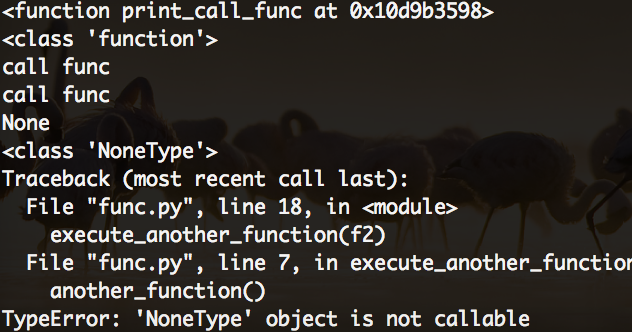 <function print_call_func at 0x10d9b3598>
<class 'function'>
call func
call func
None
<class 'NoneType'>
Traceback (most recent call last):
  File "func.py", line 18, in <module>
    execute_another_function(f2)
  File "func.py", line 7, in execute_another_function
    another_function()
TypeError: 'NoneType' object is not callable